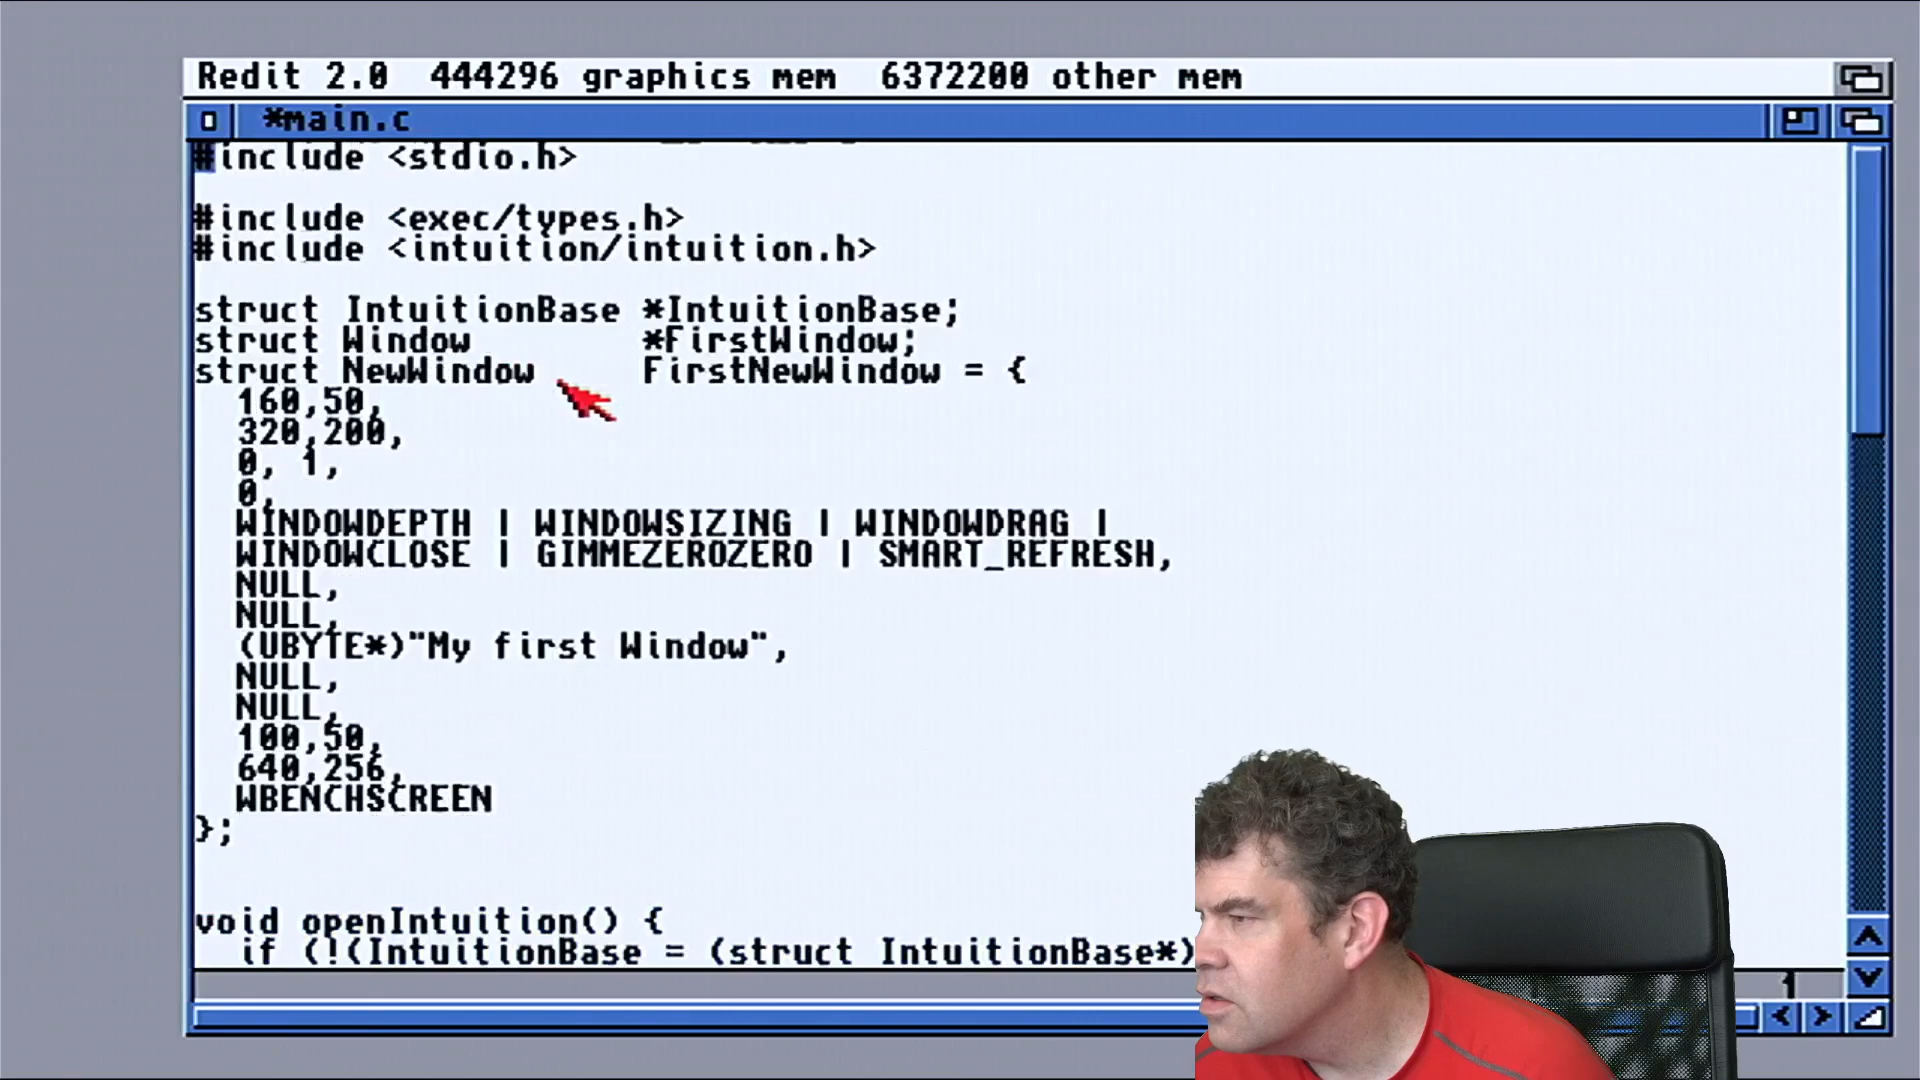 Redit 2.0 444296 graphics mem 6372200 other mem
*main.c
#include <stdio.h>
#include <exec/types.h>
#include <intuition/intuition.h>
struct IntuitionBase *IntuitionBase;
struct Window *FirstWindow;
struct NewWindow FirstNewWindow = {
160,50,
320,200,
0, 1,
0,
WINDOWDEPTH | WINDOWSIZING | WINDOWDRAG |
WINDOWCLOSE | GIMMEZEROZERO | SMART_REFRESH,
NULL,
NULL,
(UBYTE*)"My first Window",
NULL,
NULL,
100,50,
640,256,
WBENCHSCREEN
};
void openIntuition() {
if (!(IntuitionBase = (struct IntuitionBase*)
1